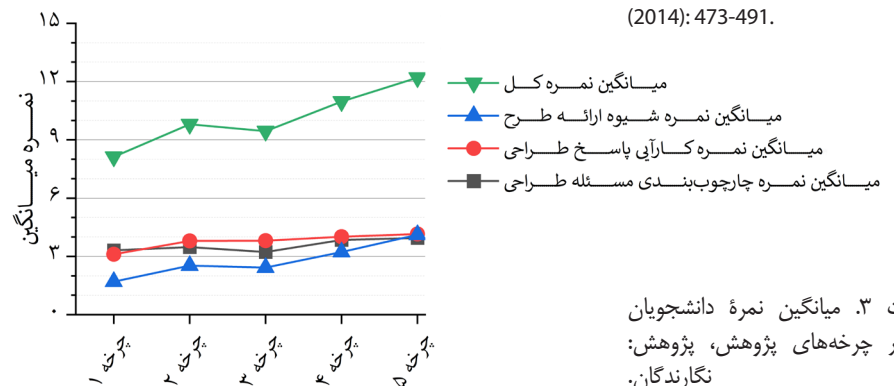 (2014): 473-491.
۱۵
۱۲
۹
۶
۳
۰
نمره میانگین
چرخه ۱
چرخه ۲
چرخه ۳
چرخه ۴
چرخه ۵
میانگین نمره کل
میانگین نمره شیوه ارائه طرح
میانگین نمره کارآیی پاسخ طراحی
میانگین نمره چارچوب‌بندی مسئله طراحی
۳. میانگین نمرۀ دانشجویان
چرخه‌های پژوهش، پژوهش:
نگارندگان.